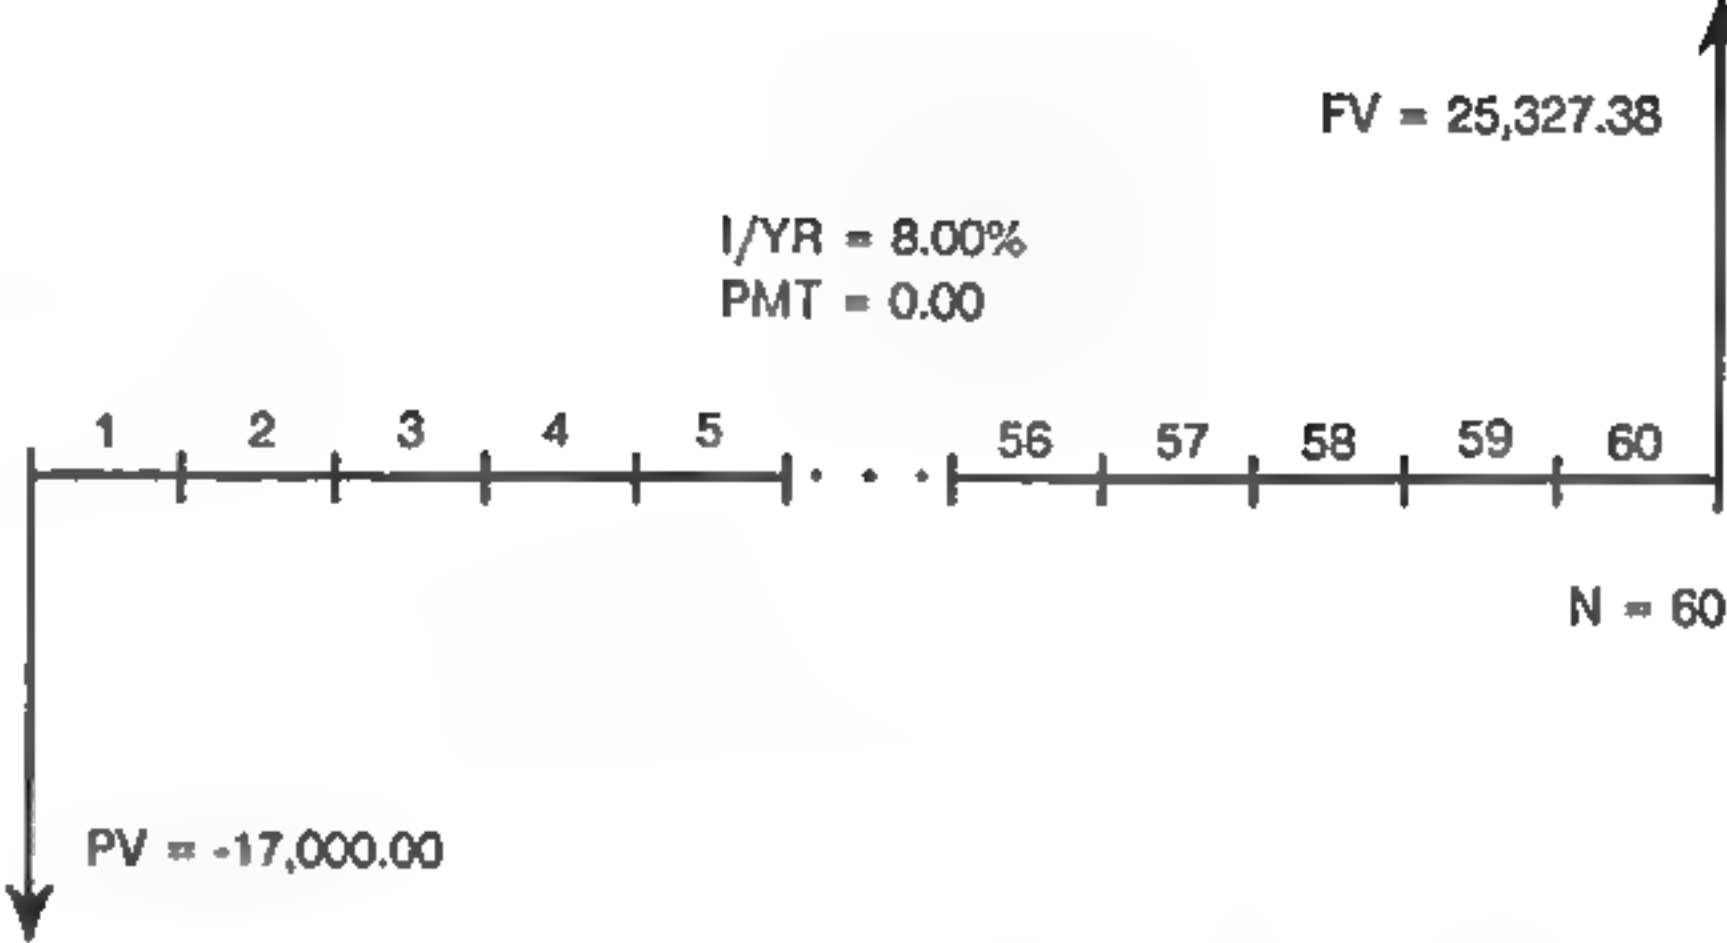 FV = 25,327.38
I/YR = 8.00%
PMT = 0.00
1 2 3 4 5 56 57 58 59 60
N = 60
PV = -17,000.00